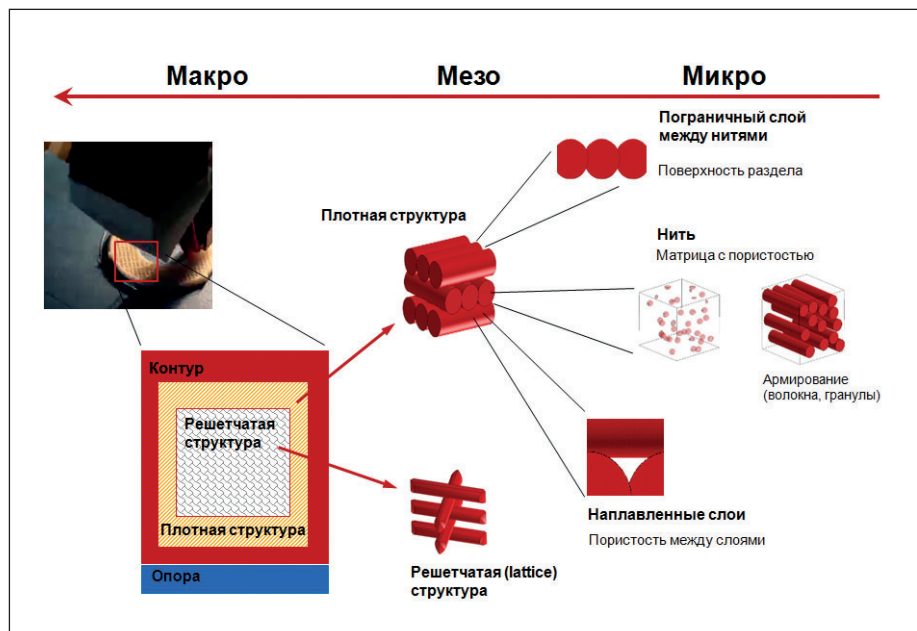 Макро
Мезо
Микро
Пограничный слой
между нитями
Поверхность раздела
Плотная структура
Нить
Матрица с пористостью
Армирование
(волокна, гранулы)
Контур
Решетчатая
структура
Плотная структура
Опора
Наплавленные слои
Пористость между слоями
Решетчатая (lattice)
структура